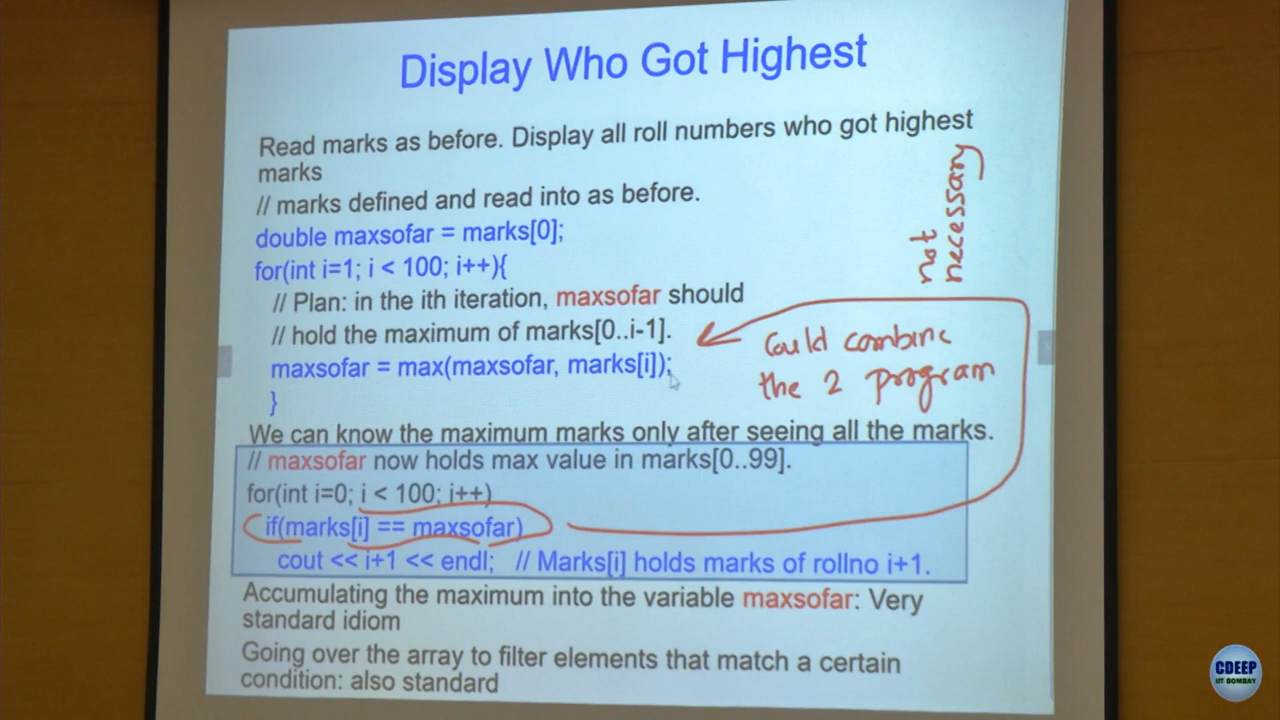 Display Who Got Highest
Read marks as before. Display all roll numbers who got highest
marks
// marks defined and read into as before.
double maxsofar = marks[0];
for(int i=1; i < 100; i++){
// Plan: in the ith iteration, maxsofar should
// hold the maximum of marks[0..i-1].
maxsofar = max(maxsofar, marks[i]);
}
not
necessary
Could combine
the 2 program
We can know the maximum marks only after seeing all the marks.
// maxsofar now holds max value in marks[0..99].
for(int i=0; i < 100; i++)
if(marks[i] == maxsofar)
cout << i+1 << endl; // Marks[i] holds marks of rollno i+1.
Accumulating the maximum into the variable maxsofar: Very
standard idiom
Going over the array to filter elements that match a certain
condition: also standard
CDEEP
IIT BOMBAY